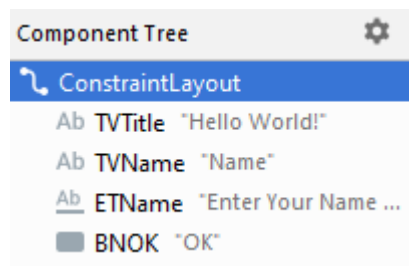 Component Tree
ConstraintLayout
Ab TVTitle "Hello World!"
Ab TVName "Name"
Ab ETName "Enter Your Name ...
BNOK "OK"